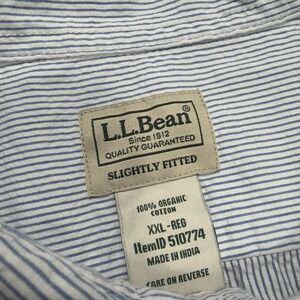 L.L.Bean®
Since 1912
QUALITY GUARANTEED
SLIGHTLY FITTED
100% ORGANIC
COTTON
XXL-REG
ItemID 510774
MADE IN INDIA
CARE ON REVERSE